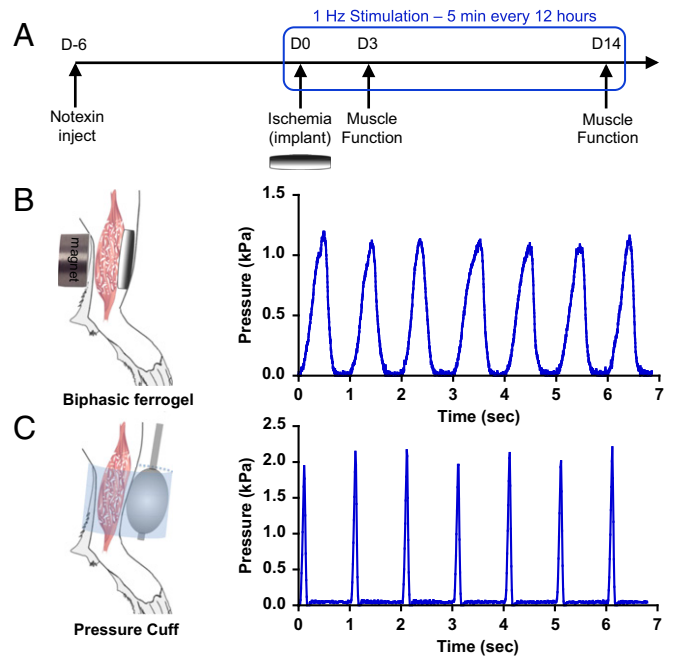 A
1 Hz Stimulation – 5 min every 12 hours
D-6
D0
D3
D14
Notexin
inject
Ischemia
(implant)
Muscle
Function
Muscle
Function
B
magnet
Biphasic ferrogel
Pressure (kPa)
1.5
1.0
0.5
0.0
0 1 2 3 4 5 6 7
Time (sec)
C
Pressure Cuff
Pressure (kPa)
2.5
2.0
1.5
1.0
0.5
0.0
0 1 2 3 4 5 6 7
Time (sec)